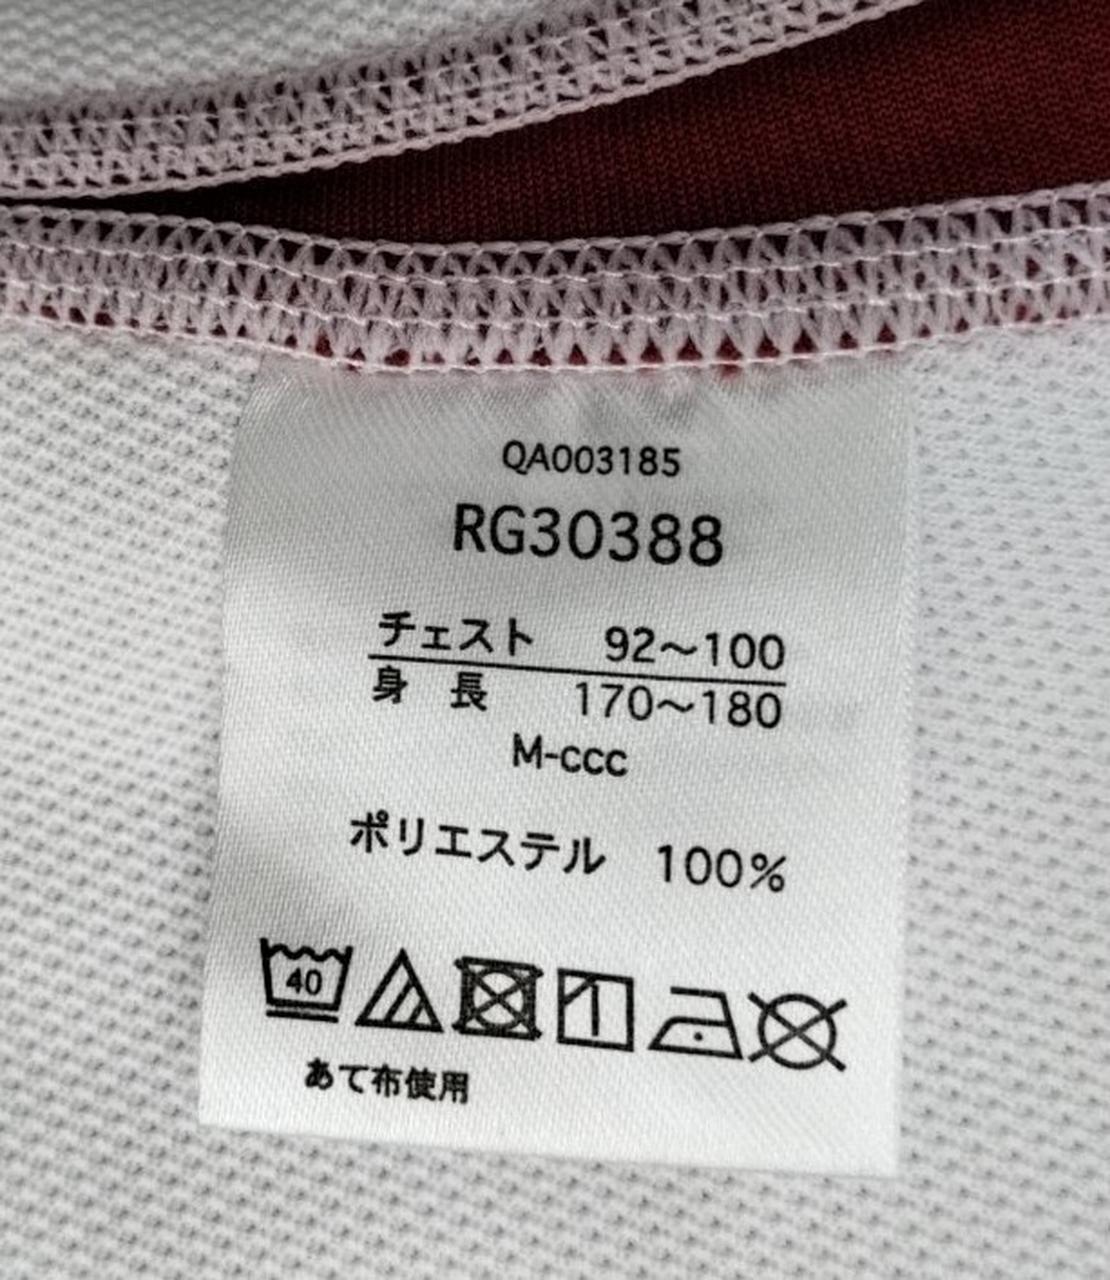 QA003185
RG30388
チェスト 92〜100
身 長 170〜180
M-ccc
ポリエステル 100%
40
あて布使用